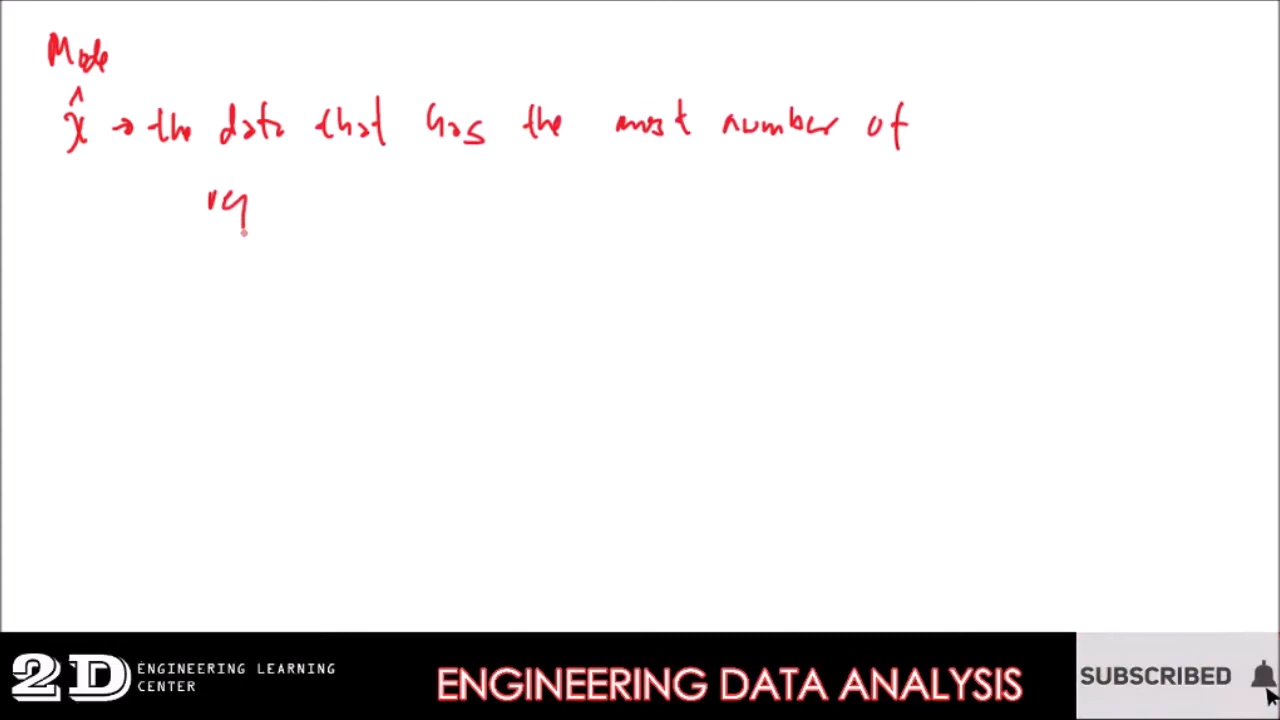 Mode
x̂ → the data that has the most number of
2D ENGINEERING LEARNING
CENTER
ENGINEERING DATA ANALYSIS
SUBSCRIBED